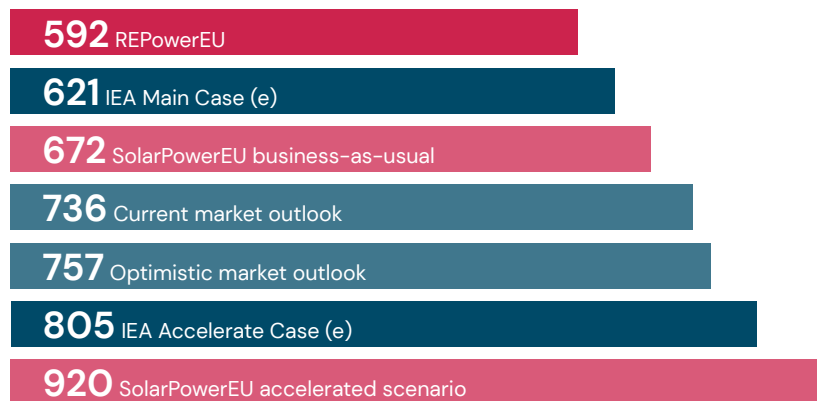 592 REPowerEU
621 IEA Main Case (e)
672 SolarPowerEU business-as-usual
736 Current market outlook
757 Optimistic market outlook
805 IEA Accelerate Case (e)
920 SolarPowerEU accelerated scenario